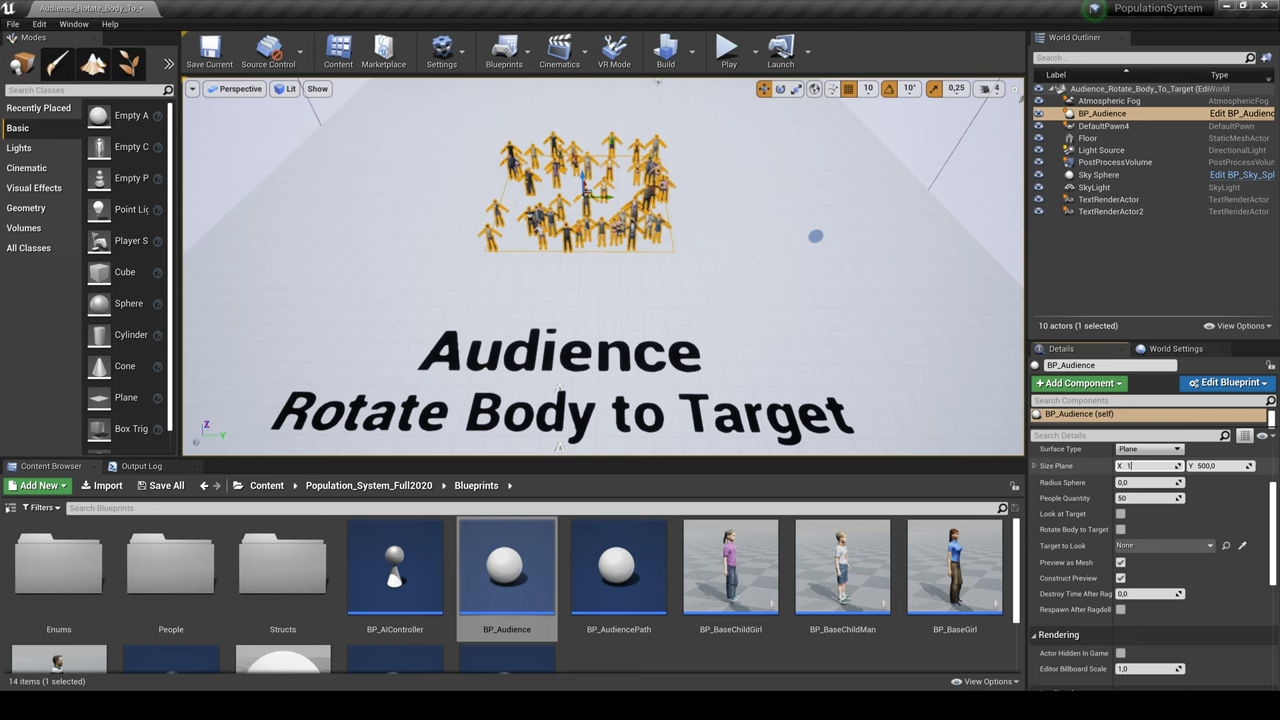 Audience_Rotate_Body_To_
PopulationSystem
File Edit Window Help
Modes
Search Classes
Recently Placed
Basic
Lights
Cinematic
Visual Effects
Geometry
Volumes
All Classes
Empty A
Empty C
Empty P
Point Lig
Player S
Cube
Sphere
Cylinder
Cone
Plane
Box Trig
Save Current Source Control Content Marketplace Settings Blueprints Cinematics VR Mode Build Play Launch
Perspective Lit Show 10 10° 0,25 4
Audience
Rotate Body to Target
Z
Y
World Outliner
Search...
Label Type
Audience_Rotate_Body_To_Target (Edi World
Atmospheric Fog AtmosphericFog
BP_Audience Edit BP_Audienc
DefaultPawn4 DefaultPawn
Floor StaticMeshActor
Light Source DirectionalLight
PostProcessVolume PostProcessVolume
Sky Sphere Edit BP_Sky_Sp
SkyLight SkyLight
TextRenderActor TextRenderActor
TextRenderActor2 TextRenderActor
10 actors (1 selected) View Options
Details World Settings
BP_Audience
+ Add Component Edit Blueprint
Search Components
BP_Audience (self)
Search Details
Surface Type Plane
Size Plane X 1 Y 500,0
Radius Sphere 0,0
People Quantity 50
Look at Target
Rotate Body to Target
Target to Look None
Preview as Mesh
Construct Preview
Destroy Time After Rag 0,0
Respawn After Ragdoll
Rendering
Actor Hidden In Game
Editor Billboard Scale 1,0
Content Browser Output Log
Add New Import Save All Content Population_System_Full2020 Blueprints
Filters Search Blueprints
Enums People Structs BP_AIController BP_Audience BP_AudiencePath BP_BaseChildGirl BP_BaseChildMan BP_BaseGirl
14 items (1 selected) View Options